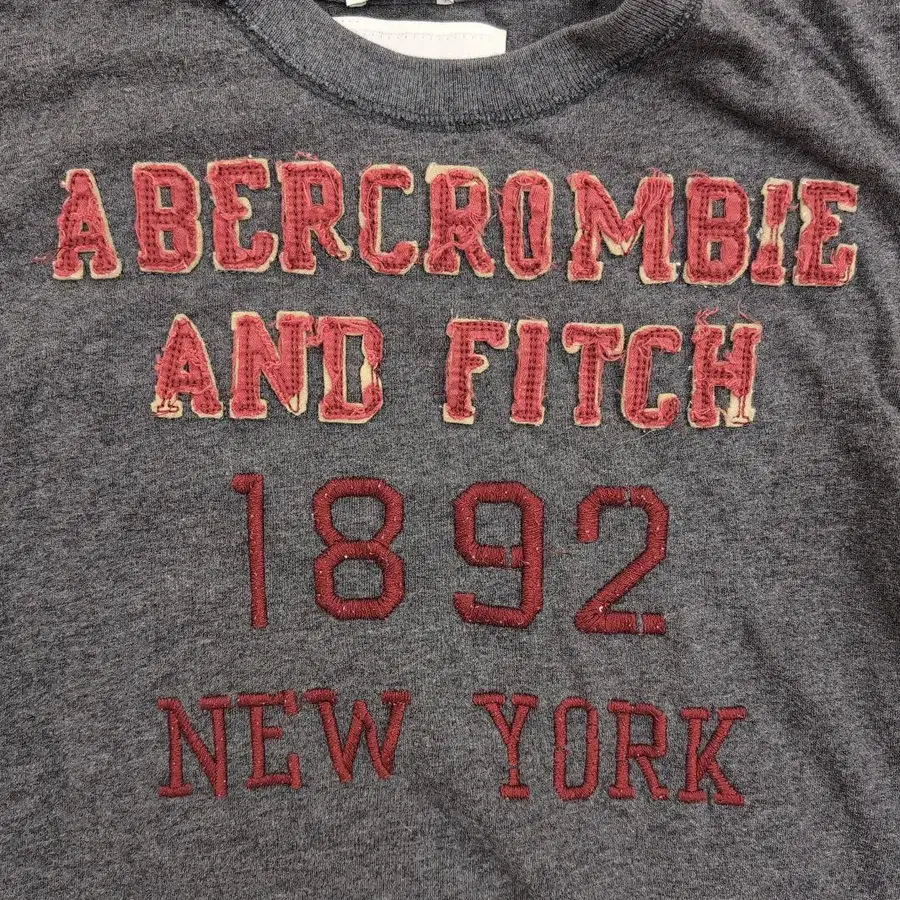 ABERCROMBIE
AND FITCH
1892
NEW YORK